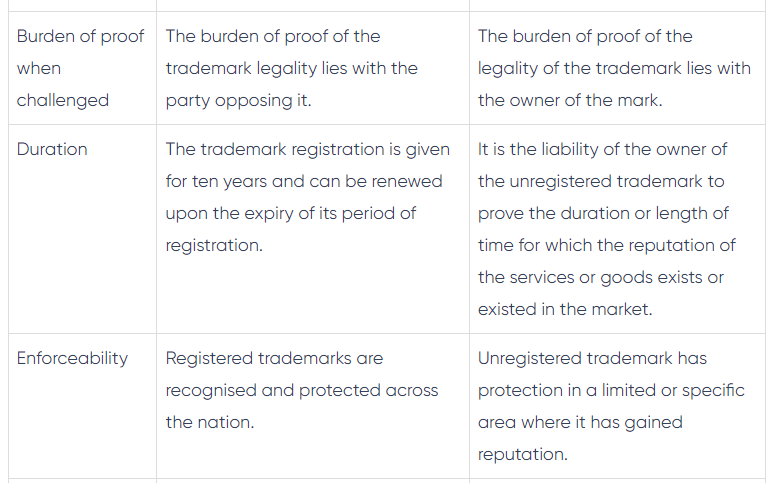 Burden of proof
when
challenged
The burden of proof of the
trademark legality lies with the
party opposing it.
The burden of proof of the
legality of the trademark lies with
the owner of the mark.
Duration
The trademark registration is given
for ten years and can be renewed
upon the expiry of its period of
registration.
It is the liability of the owner of
the unregistered trademark to
prove the duration or length of
time for which the reputation of
the services or goods exists or
existed in the market.
Enforceability
Registered trademarks are
recognised and protected across
the nation.
Unregistered trademark has
protection in a limited or specific
area where it has gained
reputation.